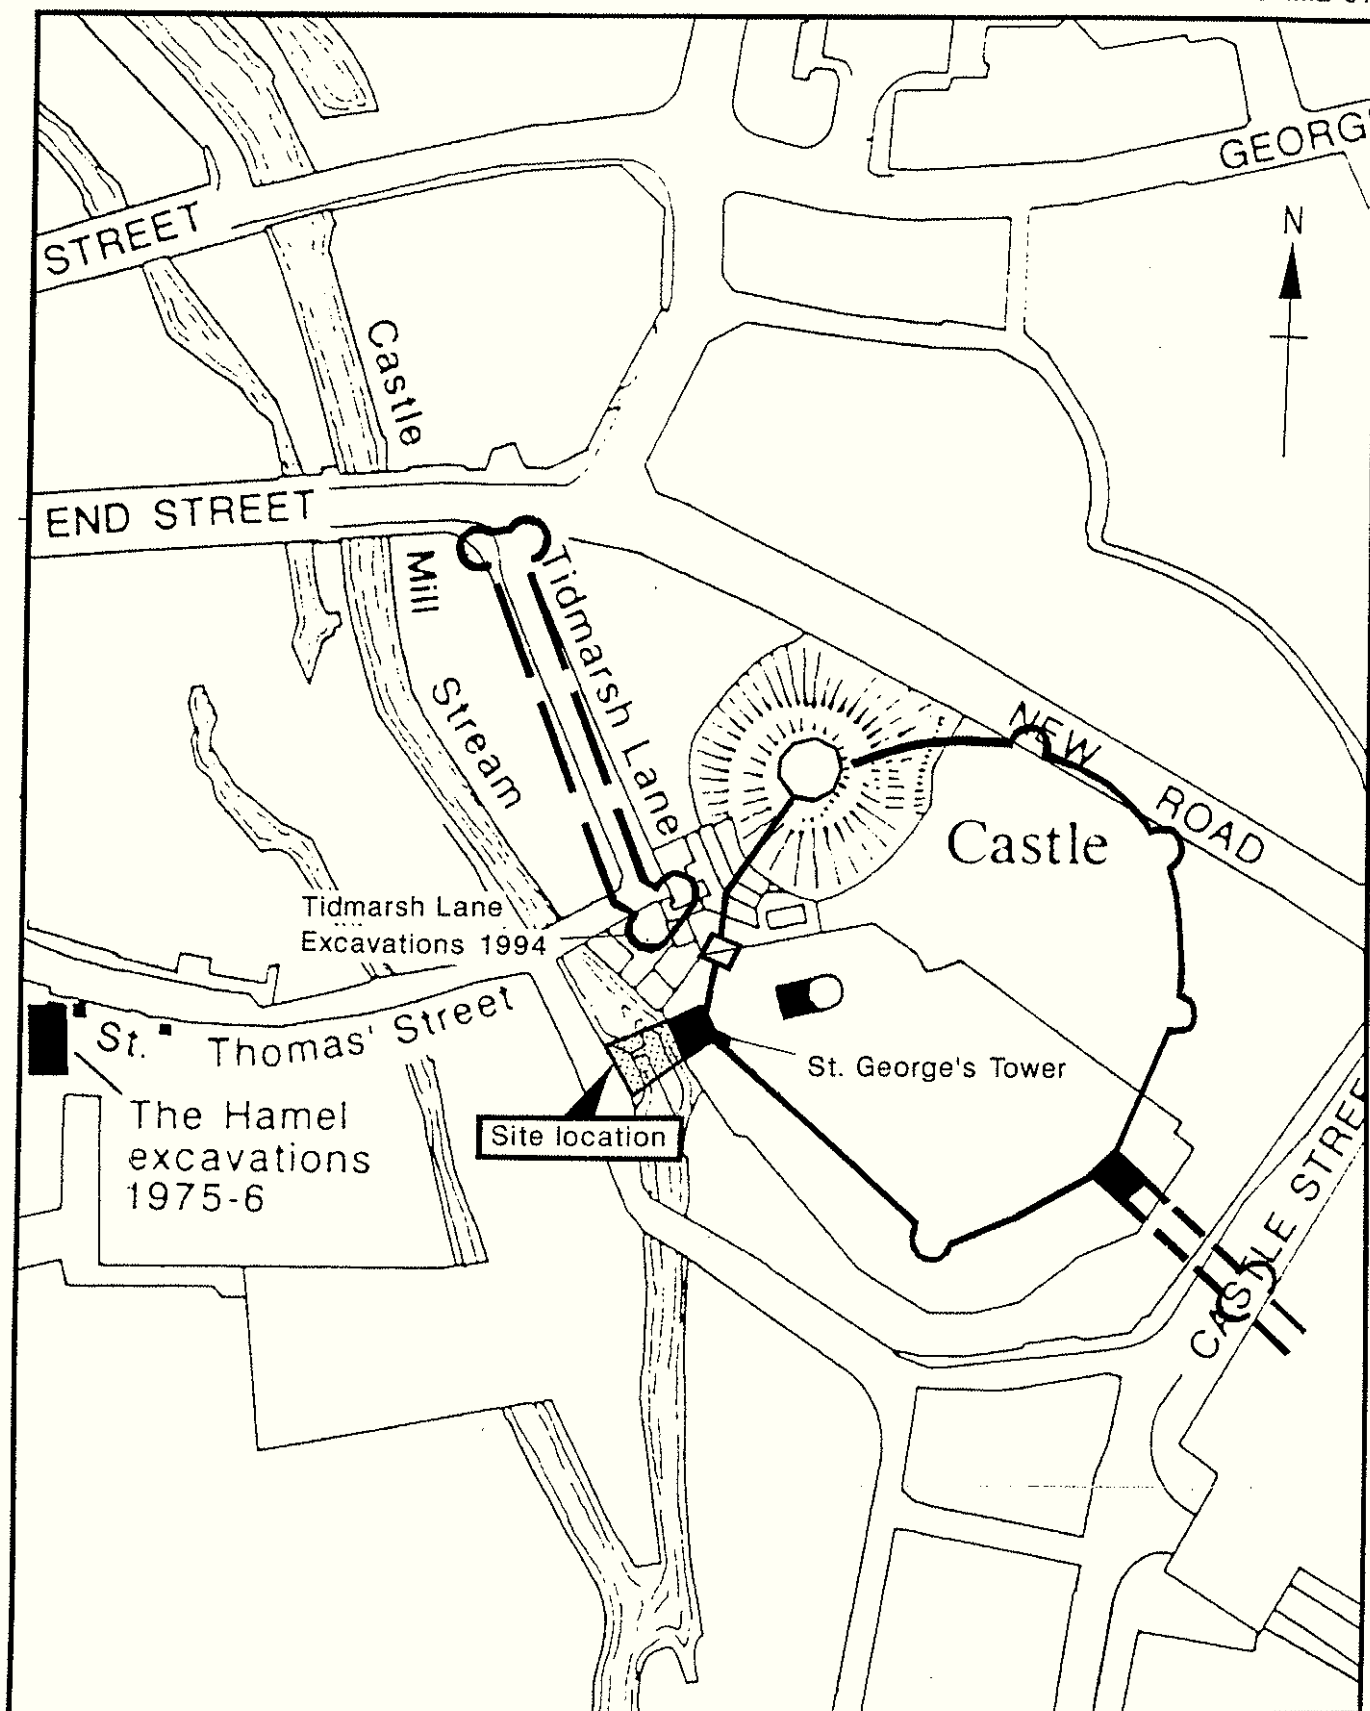 GEORG
STREET
N
Castle
END STREET
Mill
Tidmarsh Lane
Stream
NEW
ROAD
Castle
Tidmarsh Lane
Excavations 1994
St. Thomas' Street
St. George's Tower
The Hamel
excavations
1975-6
Site location
CASTLE STREE